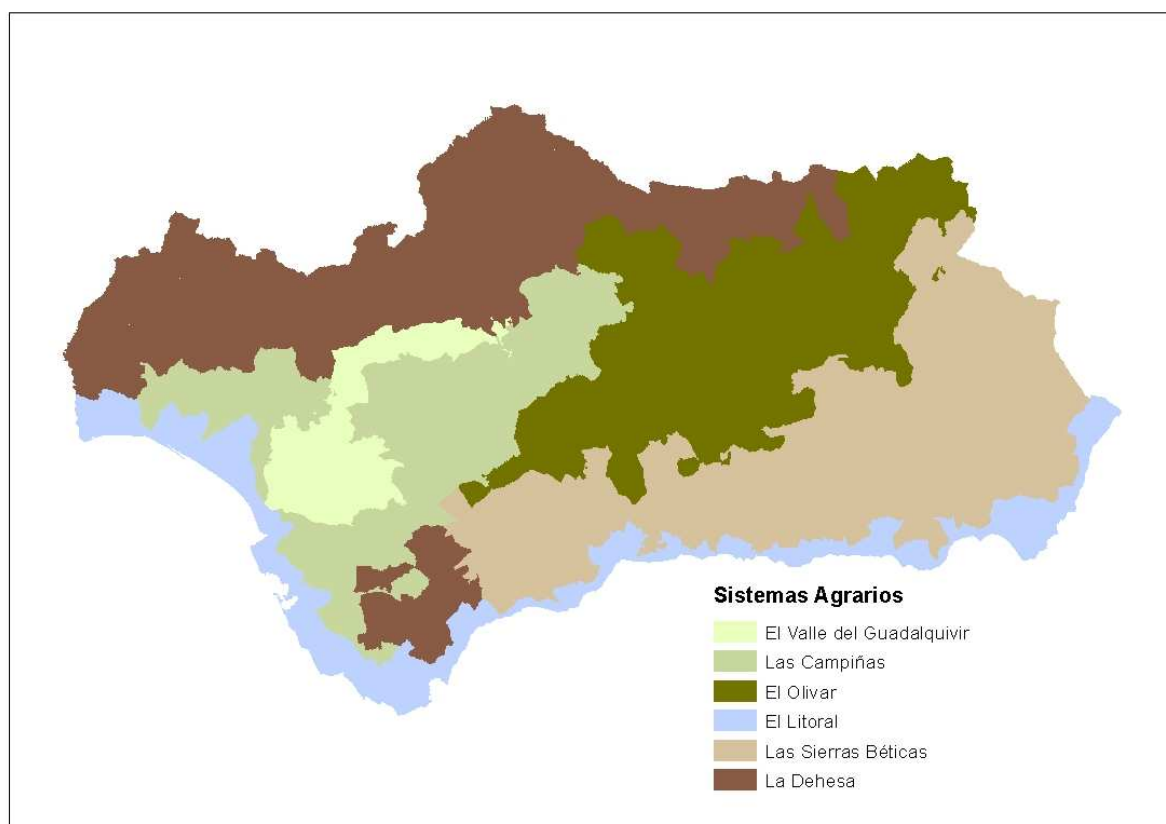 Sistemas Agrarios
El Valle del Guadalquivir
Las Campiñas
El Olivar
El Litoral
Las Sierras Béticas
La Dehesa